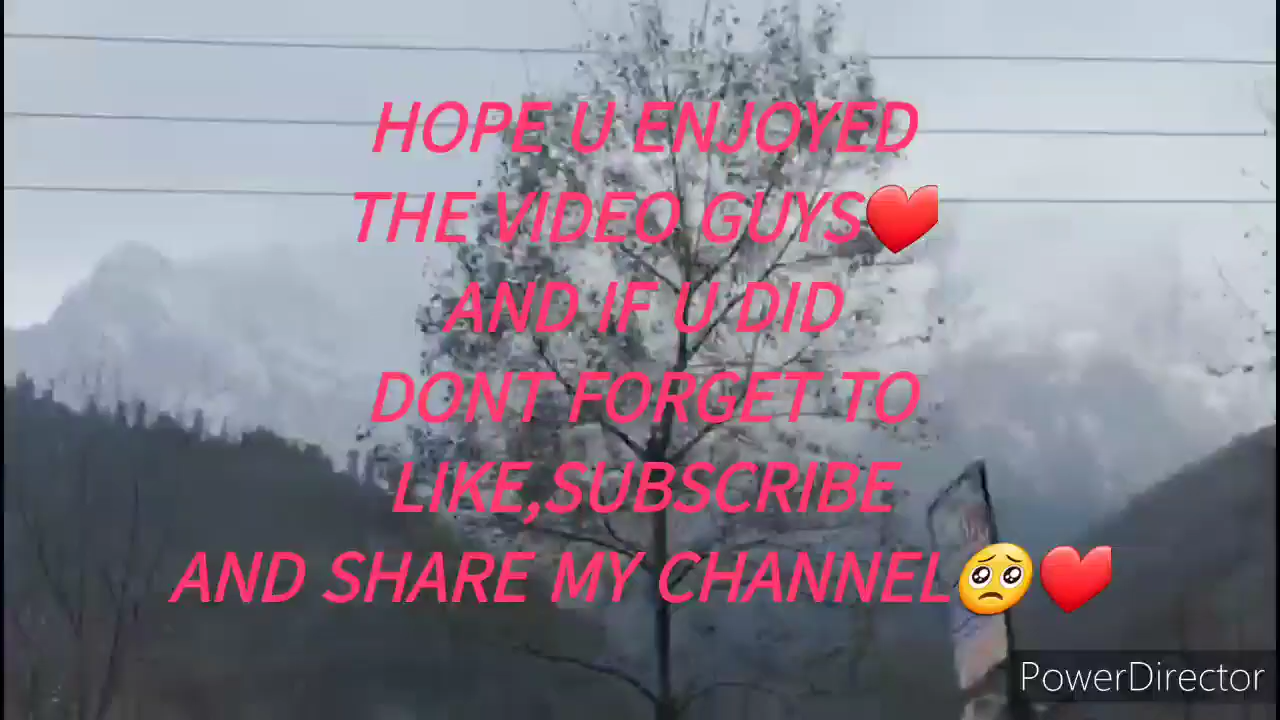 HOPE U ENJOYED
THE VIDEO GUYS❤️
AND IF U DID
DONT FORGET TO
LIKE,SUBSCRIBE
AND SHARE MY CHANNEL🥺❤️
PowerDirector